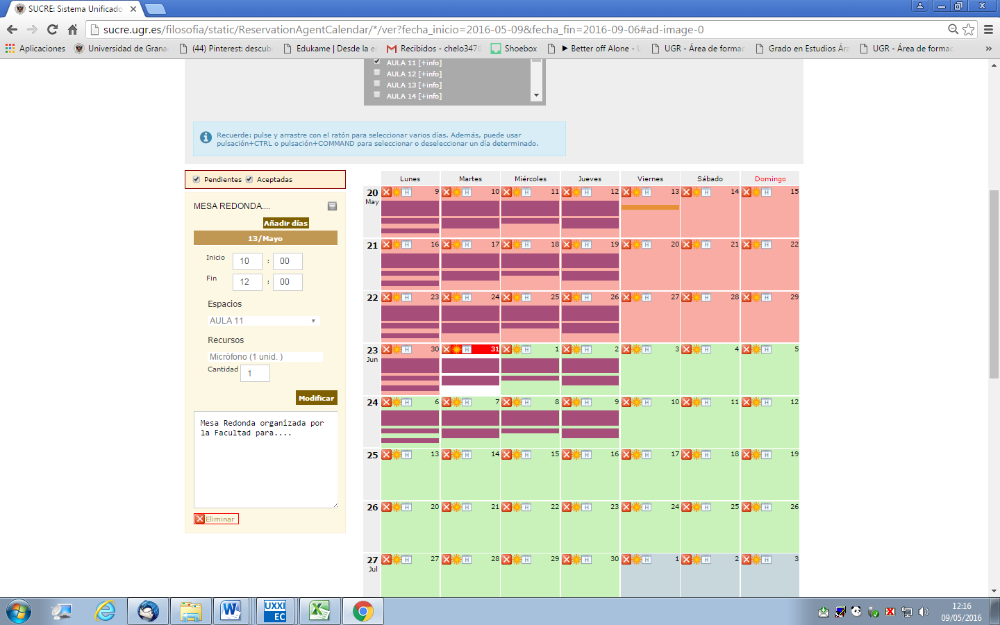 SUCRE: Sistema Unificado
sucre.ugr.es/filosofia/static/ReservationAgentCalendar/*/ver?fecha_inicio=2016-05-09&fecha_fin=2016-09-06#ad-image-0
Aplicaciones Universidad de Grana (44) Pinterest: descub Edukame | Desde la e Recibidos - chelo347@ Shoebox ▶ Better off Alone - UGR - Área de formac Grado en Estudios Ára UGR - Área de formac »
AULA 11 [+info]
AULA 12 [+info]
AULA 13 [+info]
AULA 14 [+info]
Recuerde: pulse y arrastre con el ratón para seleccionar varios días. Además, puede usar
pulsación+CTRL o pulsación+COMMAND para seleccionar o deseleccionar un día determinado.
Pendientes Aceptadas
MESA REDONDA....
Añadir días
13/Mayo
Inicio 10 : 00
Fin 12 : 00
Espacios
AULA 11
Recursos
Micrófono (1 unid. )
Cantidad 1
Modificar
Mesa Redonda organizada por
la Facultad para....
Eliminar
Lunes Martes Miércoles Jueves Viernes Sábado Domingo
20 H 9 H 10 H 11 H 12 H 13 H 14 H 15
May
21 H 16 H 17 H 18 H 19 H 20 H 21 H 22
22 H 23 H 24 H 25 H 26 H 27 H 28 H 29
23 H 30 H 31 H 1 H 2 H 3 H 4 H 5
Jun
24 H 6 H 7 H 8 H 9 H 10 H 11 H 12
25 H 13 H 14 H 15 H 16 H 17 H 18 H 19
26 H 20 H 21 H 22 H 23 H 24 H 25 H 26
27 H 27 H 28 H 29 H 30 H 1 H 2 H 3
Jul
UXXI
EC
12:16
09/05/2016